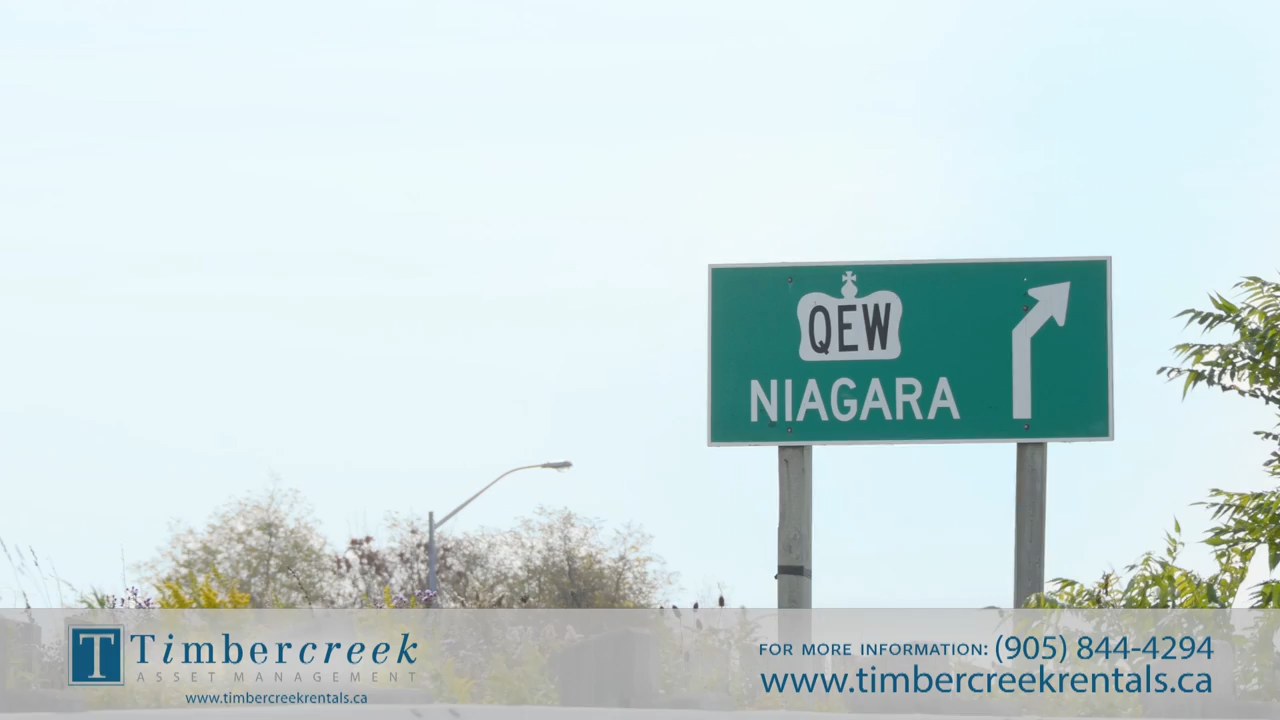 QEW
NIAGARA
Timbercreek
ASSET MANAGEMENT
www.timbercreekrentals.ca
FOR MORE INFORMATION: (905) 844-4294
www.timbercreekrentals.ca